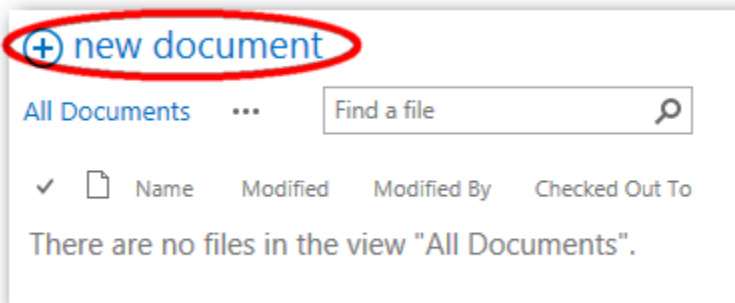 new document
All Documents ... Find a file
Name Modified Modified By Checked Out To
There are no files in the view "All Documents".